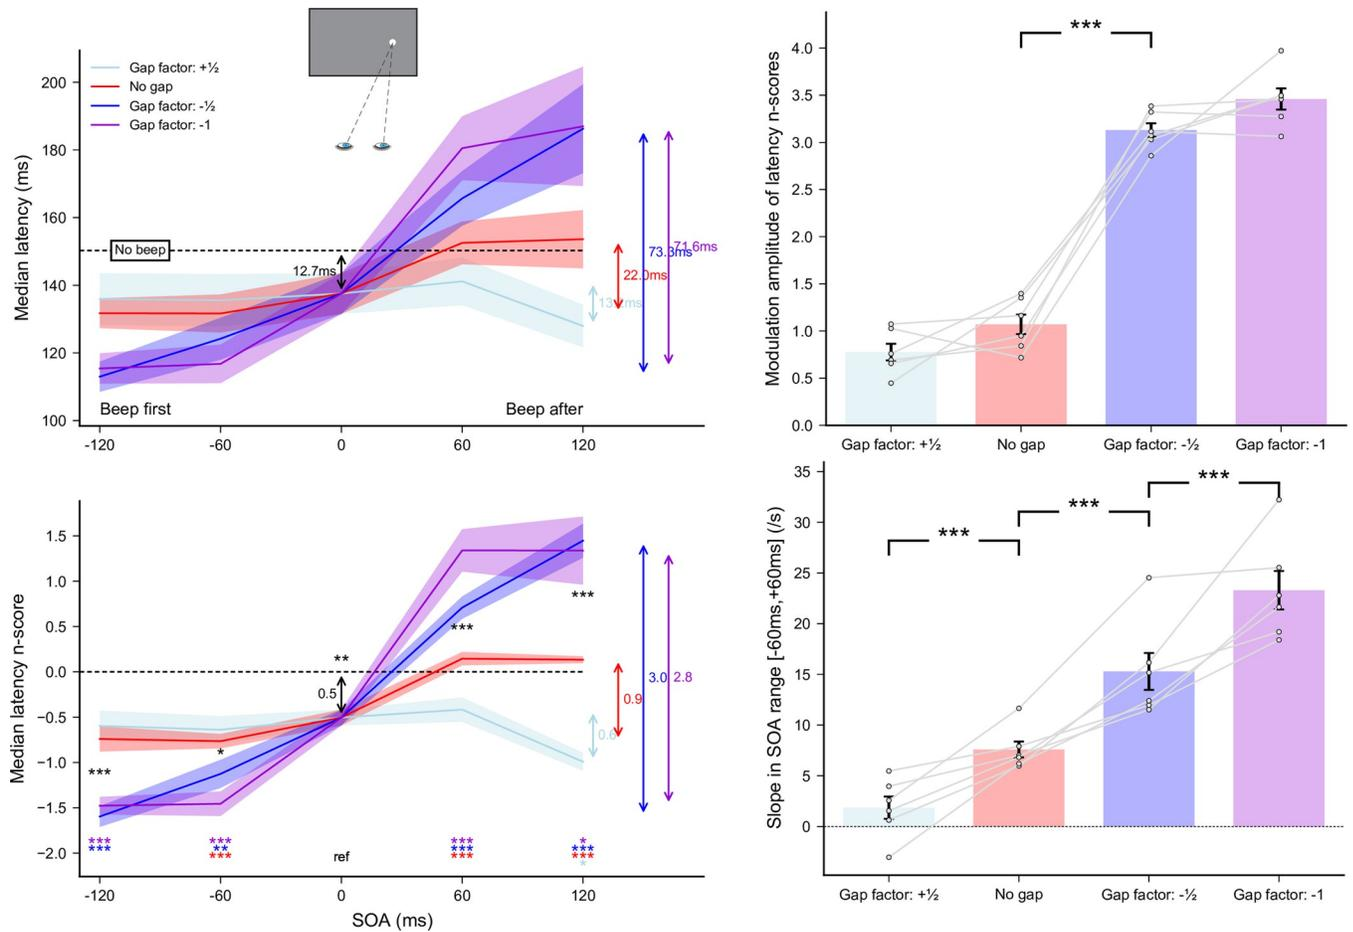 Median latency (ms)
200
180
160
140
120
100
Gap factor: +½
No gap
Gap factor: -½
Gap factor: -1
No beep
12.7ms
73.3ms
71.6ms
22.0ms
Beep first
Beep after
-120
-60
0
60
120
Modulation amplitude of latency n-scores
4.0
3.5
3.0
2.5
2.0
1.5
1.0
0.5
0.0
***
Gap factor: +½
No gap
Gap factor: -½
Gap factor: -1
Median latency n-score
1.5
1.0
0.5
0.0
−0.5
−1.0
−1.5
−2.0
***
*
**
***
***
0.5
0.6
0.9
3.0
2.8
*** *** *** *
*** ** *** ***
*** *** ***
*
ref
-120
-60
0
60
120
SOA (ms)
Slope in SOA range [-60ms,+60ms] (/s)
35
30
25
20
15
10
5
0
***
***
***
Gap factor: +½
No gap
Gap factor: -½
Gap factor: -1